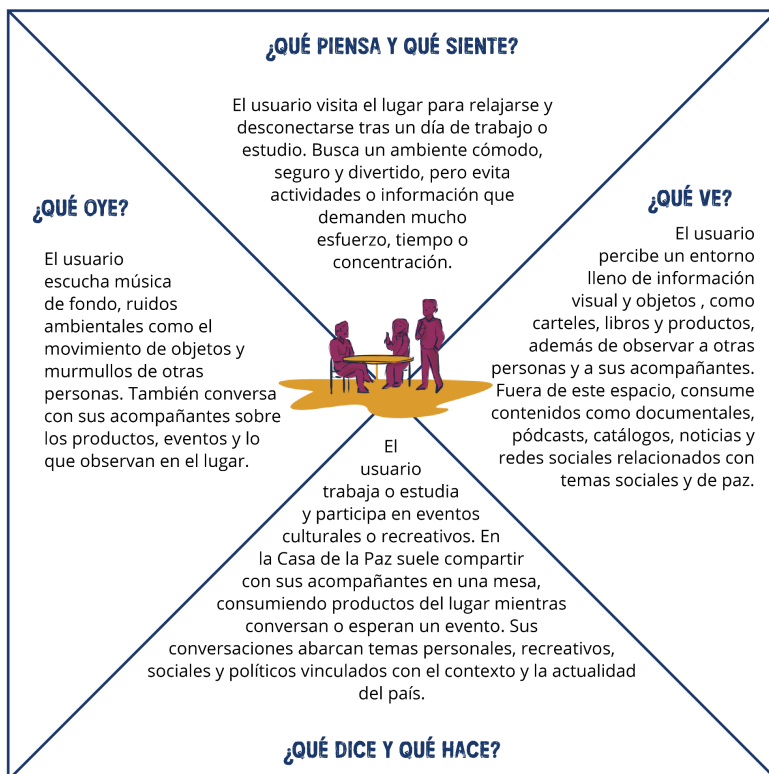 ¿QUÉ PIENSA Y QUÉ SIENTE?
El usuario visita el lugar para relajarse y
desconectarse tras un día de trabajo o
estudio. Busca un ambiente cómodo,
seguro y divertido, pero evita
actividades o información que
demanden mucho
esfuerzo, tiempo o
concentración.
¿QUÉ OYE?
El usuario
escucha música
de fondo, ruidos
ambientales como el
movimiento de objetos y
murmullos de otras
personas. También conversa
con sus acompañantes sobre
los productos, eventos y lo
que observan en el lugar.
¿QUÉ VE?
El usuario
percibe un entorno
lleno de información
visual y objetos , como
carteles, libros y productos,
además de observar a otras
personas y a sus acompañantes.
Fuera de este espacio, consume
contenidos como documentales,
pódcasts, catálogos, noticias y
redes sociales relacionados con
temas sociales y de paz.
El
usuario
trabaja o estudia
y participa en eventos
culturales o recreativos. En
la Casa de la Paz suele compartir
con sus acompañantes en una mesa,
consumiendo productos del lugar mientras
conversan o esperan un evento. Sus
conversaciones abarcan temas personales, recreativos,
sociales y políticos vinculados con el contexto y la actualidad
del país.
¿QUÉ DICE Y QUÉ HACE?